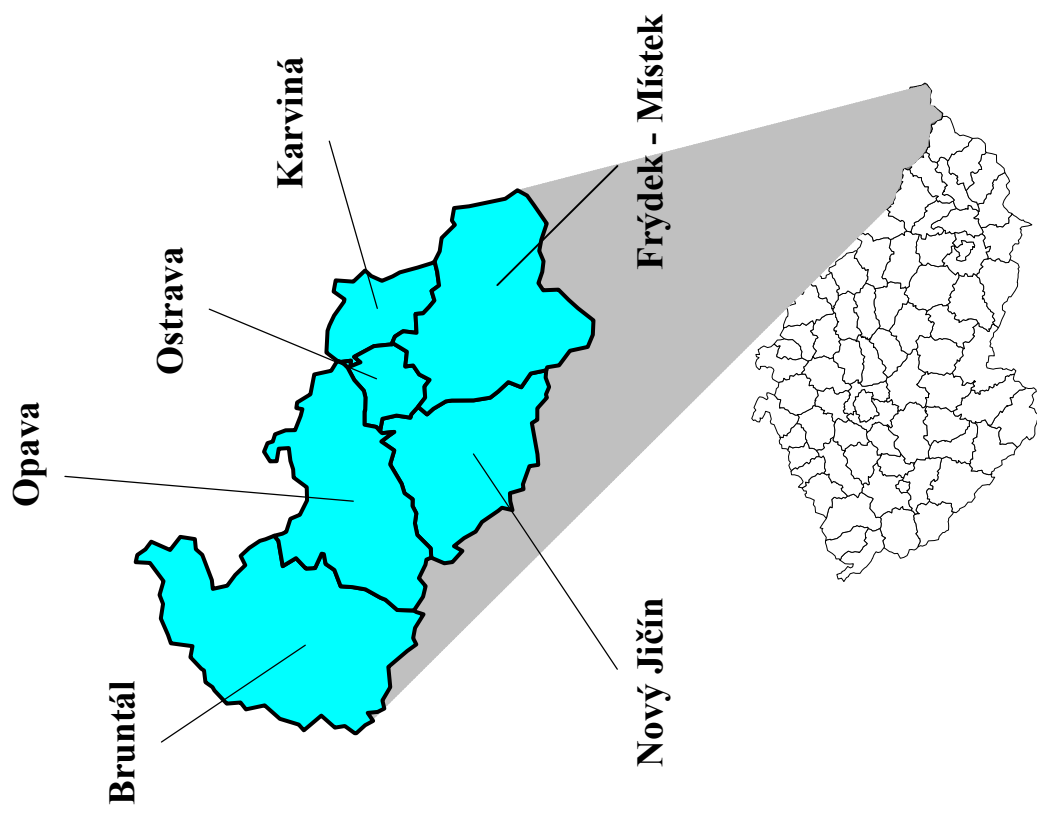 Opava
Ostrava
Karviná
Bruntál
Nový Jičín
Frýdek - Místek